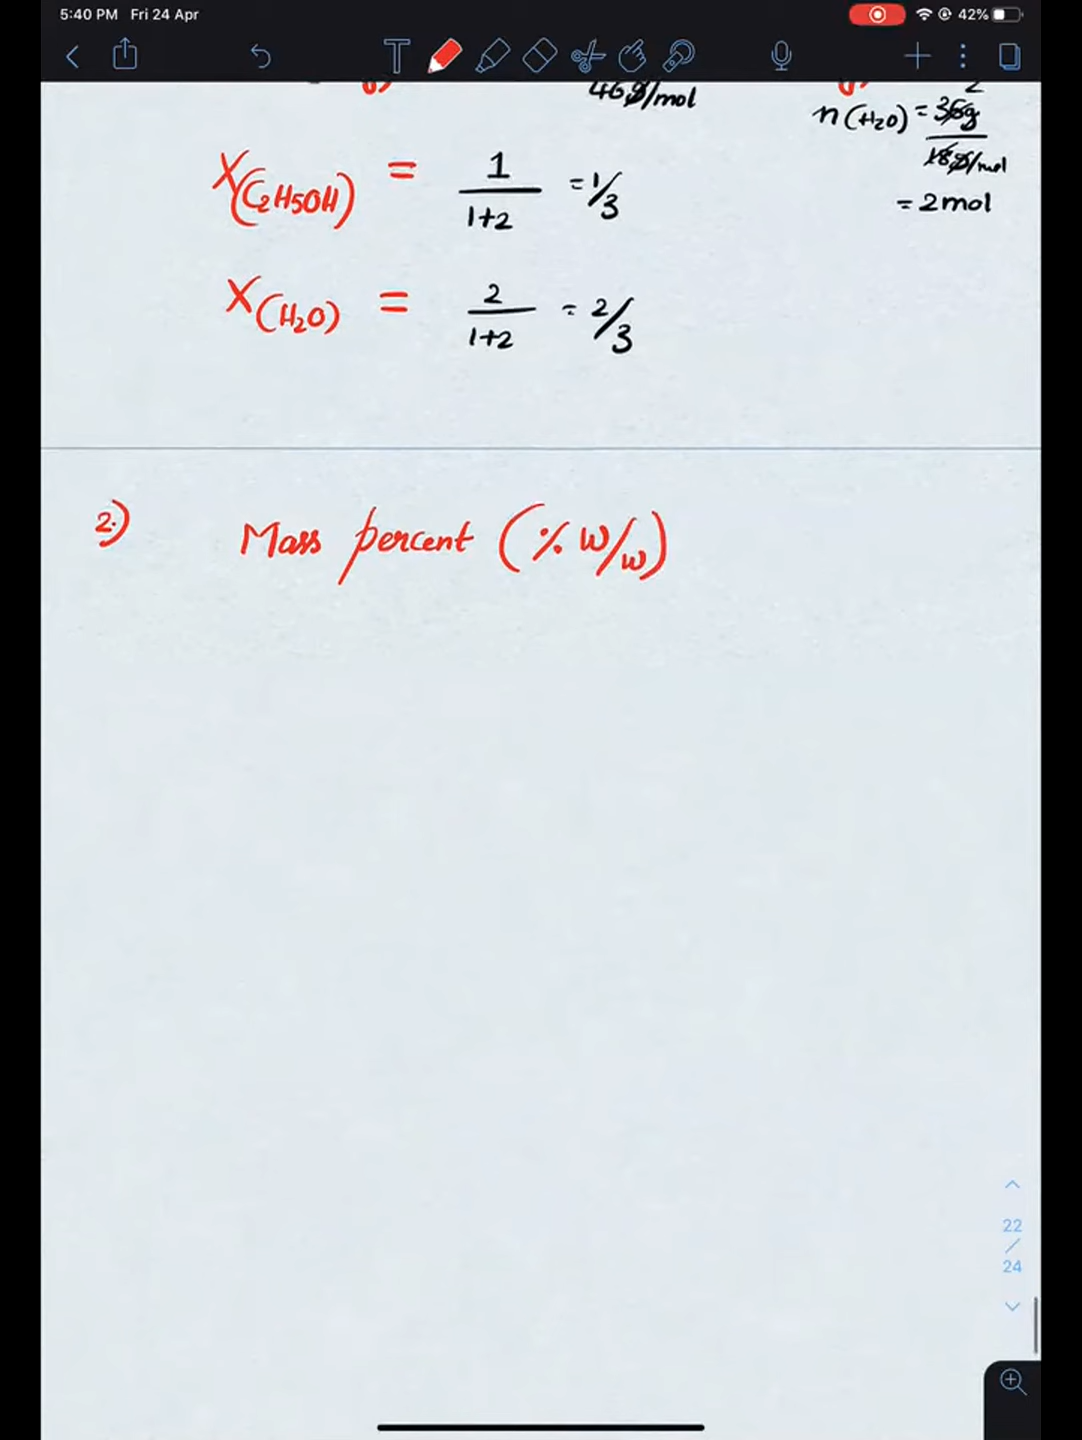 5:40 PM Fri 24 Apr
42%
T
46g/mol
2
n(H₂O) = 36g
18g/mol
= 2mol
X(C₂H5OH) = 1 = 1/3
1+2
X(H₂O) = 2 = 2/3
1+2
2.) Mass percent (% W/w)
22
/
24